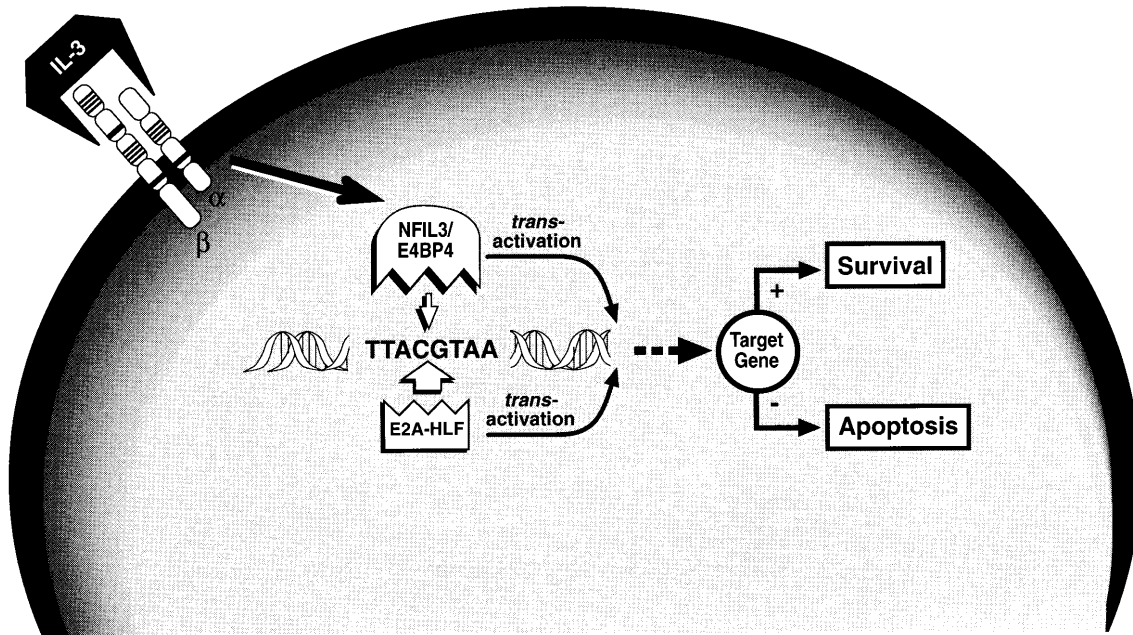 IL-3
α
β
NFIL3/
E4BP4
trans-
activation
TTACGTAA
E2A-HLF
trans-
activation
Target
Gene
+
-
Survival
Apoptosis